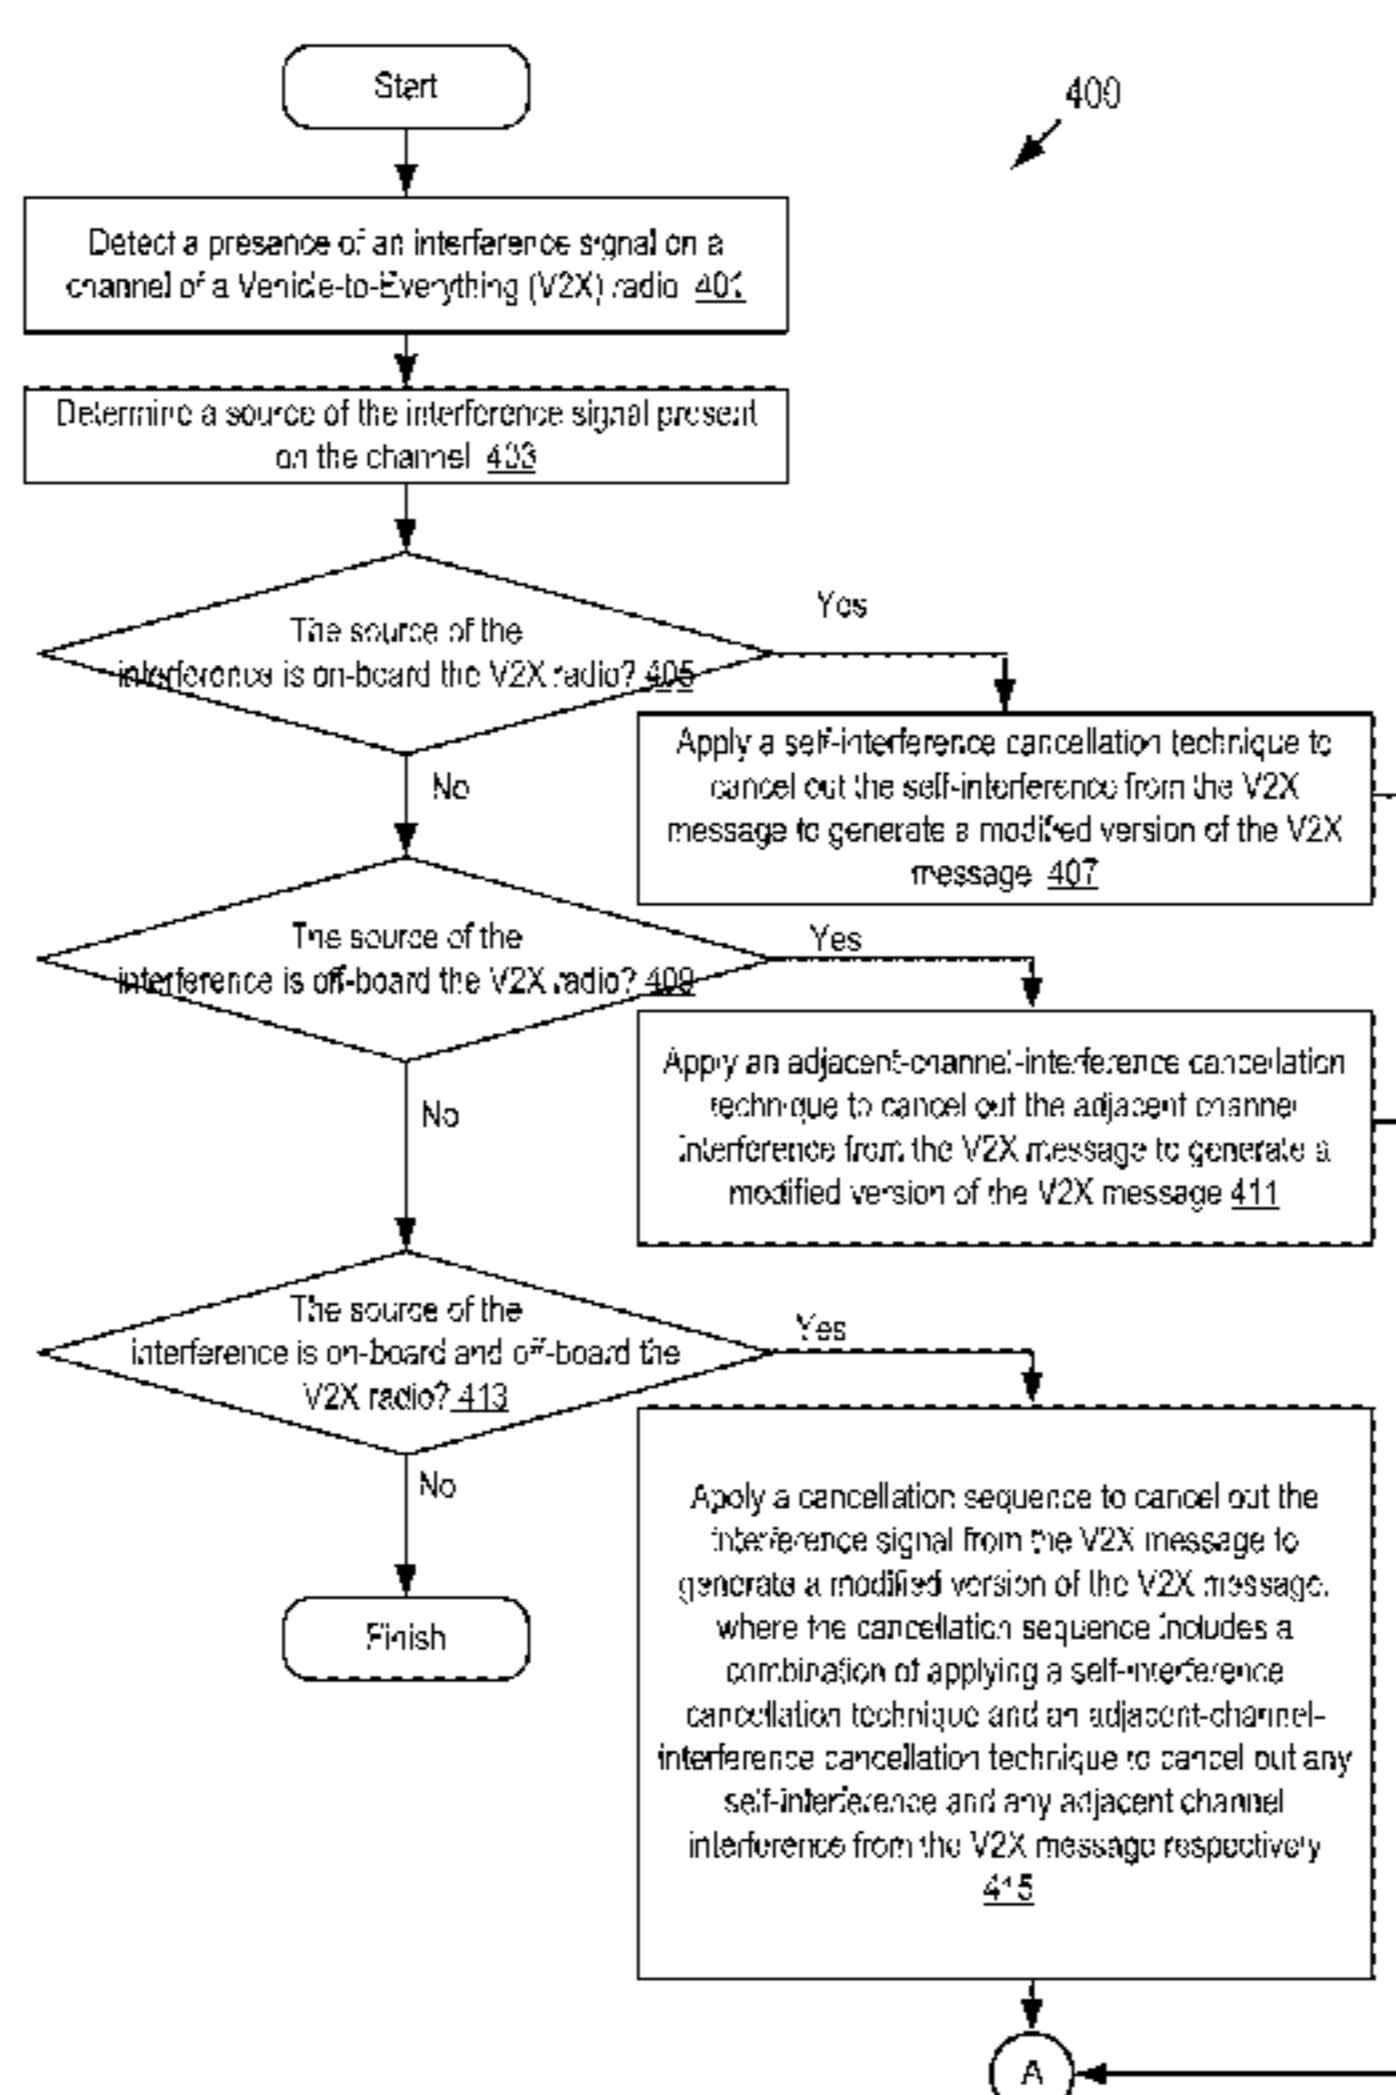 Start
400
Detect a presence of an interference signal on a
channel of a Vehicle-to-Everything (V2X) radio 401
Determine a source of the interference signal present
on the channel 403
The source of the
interference is on-board the V2X radio? 405
Yes
No
Apply a self-interference cancellation technique to
cancel out the self-interference from the V2X
message to generate a modified version of the V2X
message 407
The source of the
interference is off-board the V2X radio? 409
Yes
No
Apply an adjacent-channel-interference cancellation
technique to cancel out the adjacent channel
interference from the V2X message to generate a
modified version of the V2X message 411
The source of the
interference is on-board and off-board the
V2X radio? 413
Yes
No
Finish
Apply a cancellation sequence to cancel out the
interference signal from the V2X message to
generate a modified version of the V2X message,
where the cancellation sequence includes a
combination of applying a self-interference
cancellation technique and an adjacent-channel-
interference cancellation technique to cancel out any
self-interference and any adjacent channel
interference from the V2X message respectively
415
A